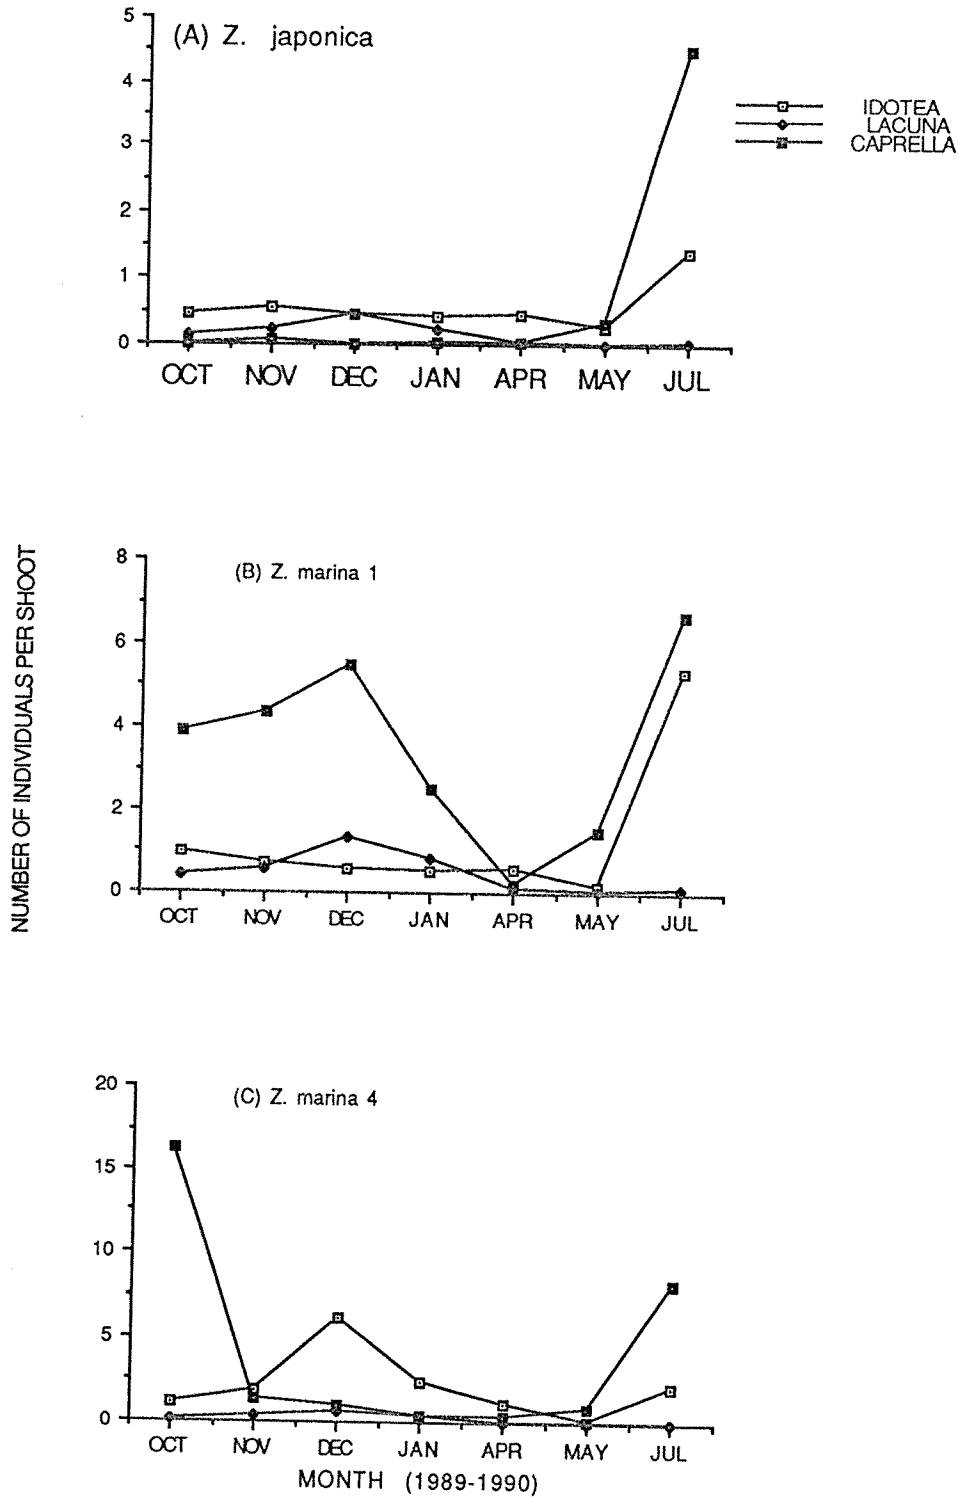 (A) Z. japonica
5
4
3
2
1
0
OCT NOV DEC JAN APR MAY JUL
IDOTEA
LACUNA
CAPRELLA
NUMBER OF INDIVIDUALS PER SHOOT
(B) Z. marina 1
8
6
4
2
0
OCT NOV DEC JAN APR MAY JUL
(C) Z. marina 4
20
15
10
5
0
OCT NOV DEC JAN APR MAY JUL
MONTH (1989-1990)